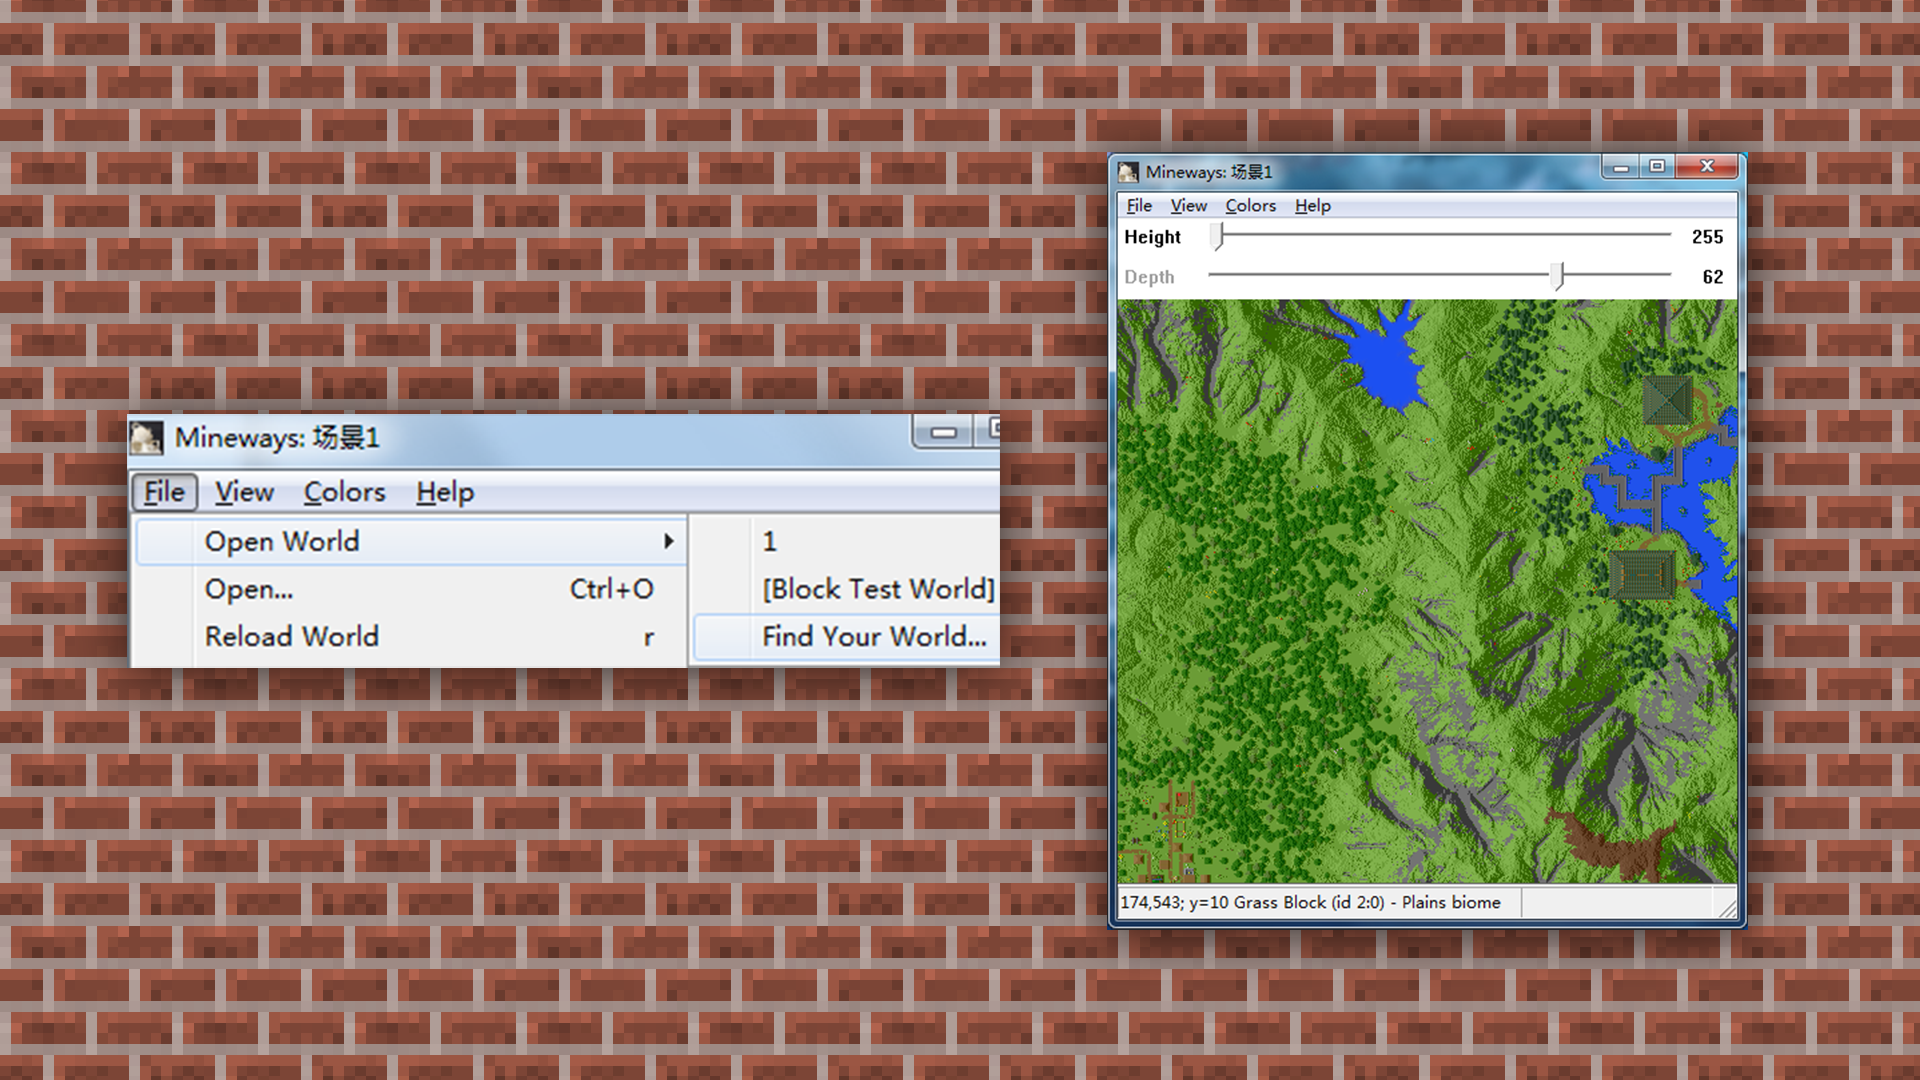 Mineways: 场景1
File View Colors Help
Open World
Open... Ctrl+O
Reload World r
1
[Block Test World]
Find Your World...
Mineways: 场景1
File View Colors Help
Height 255
Depth 62
174,543; y=10 Grass Block (id 2:0) - Plains biome